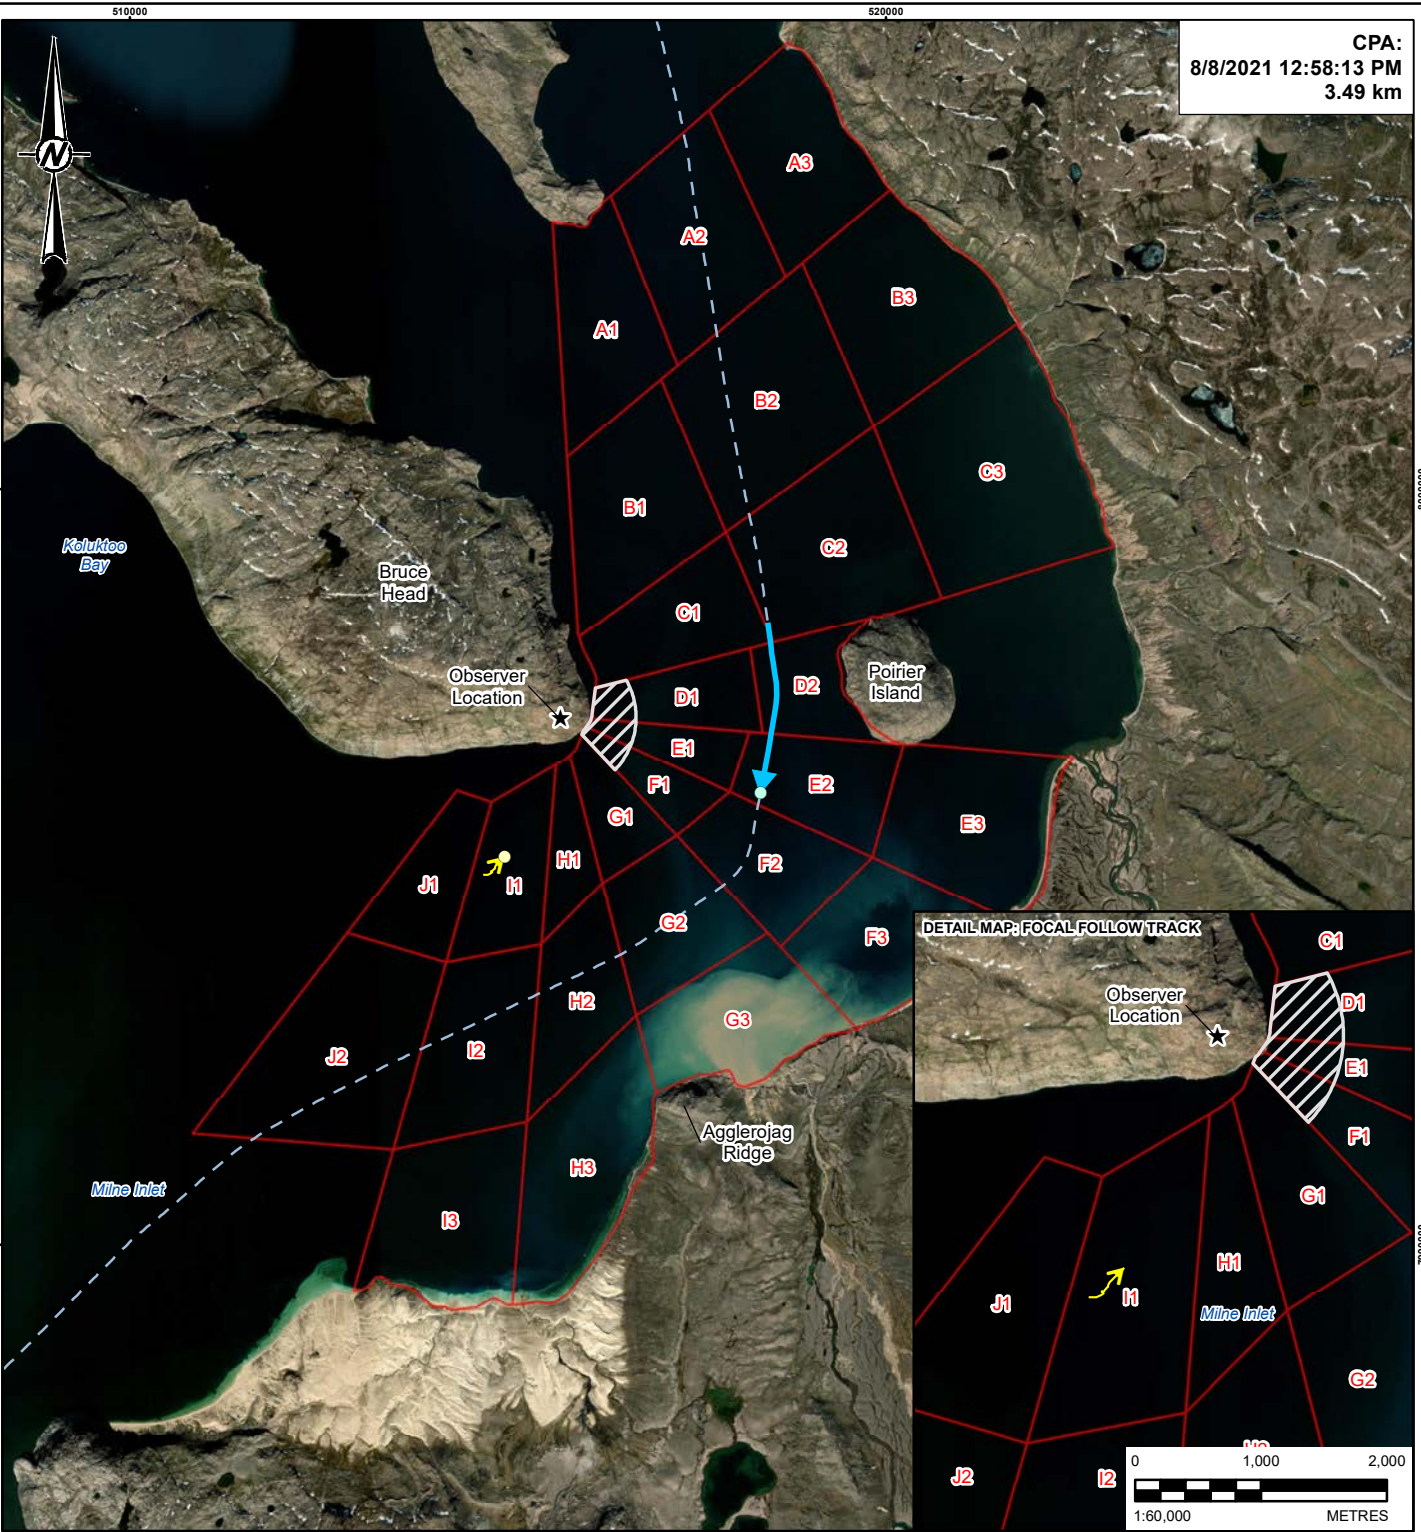 510000
520000
CPA:
8/8/2021 12:58:13 PM
3.49 km
N
A3
A2
B3
A1
B2
C3
B1
C2
Koluktoo
Bay
Bruce
Head
C1
Observer
Location
Poirier
Island
D1
D2
E1
F1
E2
G1
E3
H1
F2
J1
I1
G2
F3
H2
G3
I2
J2
Agglerojag
Ridge
H3
Milne Inlet
I3
DETAIL MAP: FOCAL FOLLOW TRACK
C1
Observer
Location
D1
E1
F1
G1
H1
I1
J1
Milne Inlet
G2
J2
I2
0 1,000 2,000
1:60,000 METRES